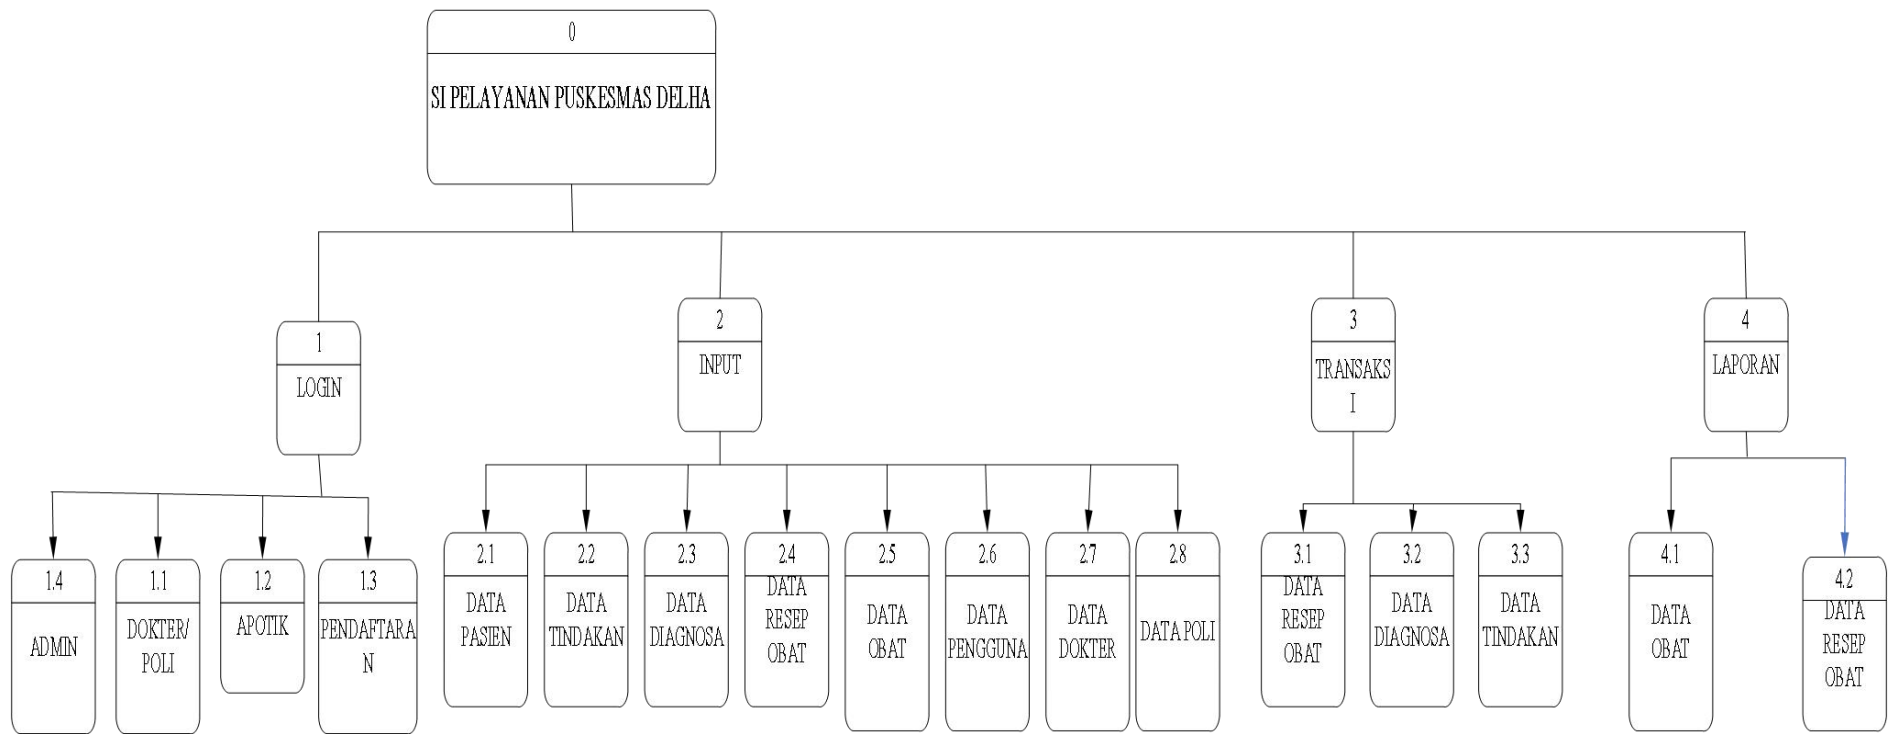 0
SI PELAYANAN PUSKESMAS DELHA
1
LOGIN
2
INPUT
3
TRANSAKS
I
4
LAPORAN
1.4
ADMIN
1.1
DOKTER/
POLI
1.2
APOTIK
1.3
PENDAFTARA
N
2.1
DATA
PASIEN
2.2
DATA
TINDAKAN
2.3
DATA
DIAGNOSA
2.4
DATA
RESEP
OBAT
2.5
DATA
OBAT
2.6
DATA
PENGGUNA
2.7
DATA
DOKTER
2.8
DATA POLI
3.1
DATA
RESEP
OBAT
3.2
DATA
DIAGNOSA
3.3
DATA
TINDAKAN
4.1
DATA
OBAT
4.2
DATA
RESEP
OBAT